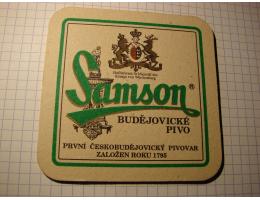 Samson®
BUDĚJOVICKÉ
PIVO
PRVNÍ ČESKOBUDĚJOVICKÝ PIVOVAR
ZALOŽEN ROKU 1795